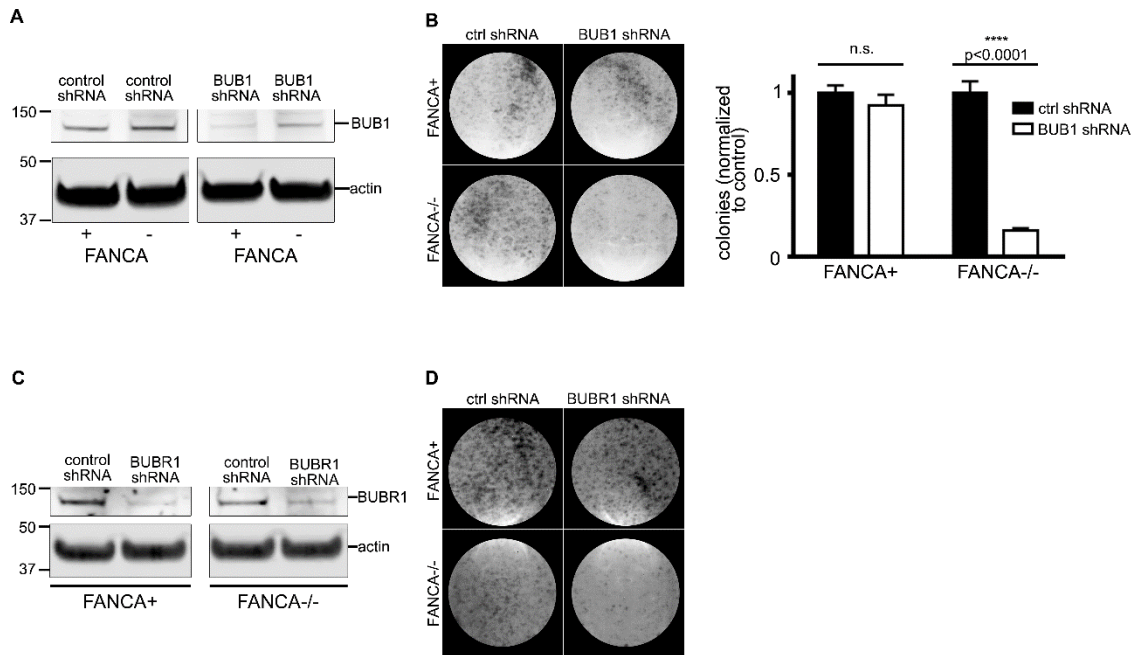 A
control
shRNA
control
shRNA
BUB1
shRNA
BUB1
shRNA
150
BUB1
50
actin
37
+
-
+
-
FANCA
FANCA
B
ctrl shRNA
BUB1 shRNA
FANCA+
FANCA-/-
n.s.
****
p<0.0001
1
0.5
0
colonies (normalized
to control)
ctrl shRNA
BUB1 shRNA
FANCA+
FANCA-/-
C
control
shRNA
BUBR1
shRNA
control
shRNA
BUBR1
shRNA
150
BUBR1
50
actin
37
FANCA+
FANCA-/-
D
ctrl shRNA
BUBR1 shRNA
FANCA+
FANCA-/-